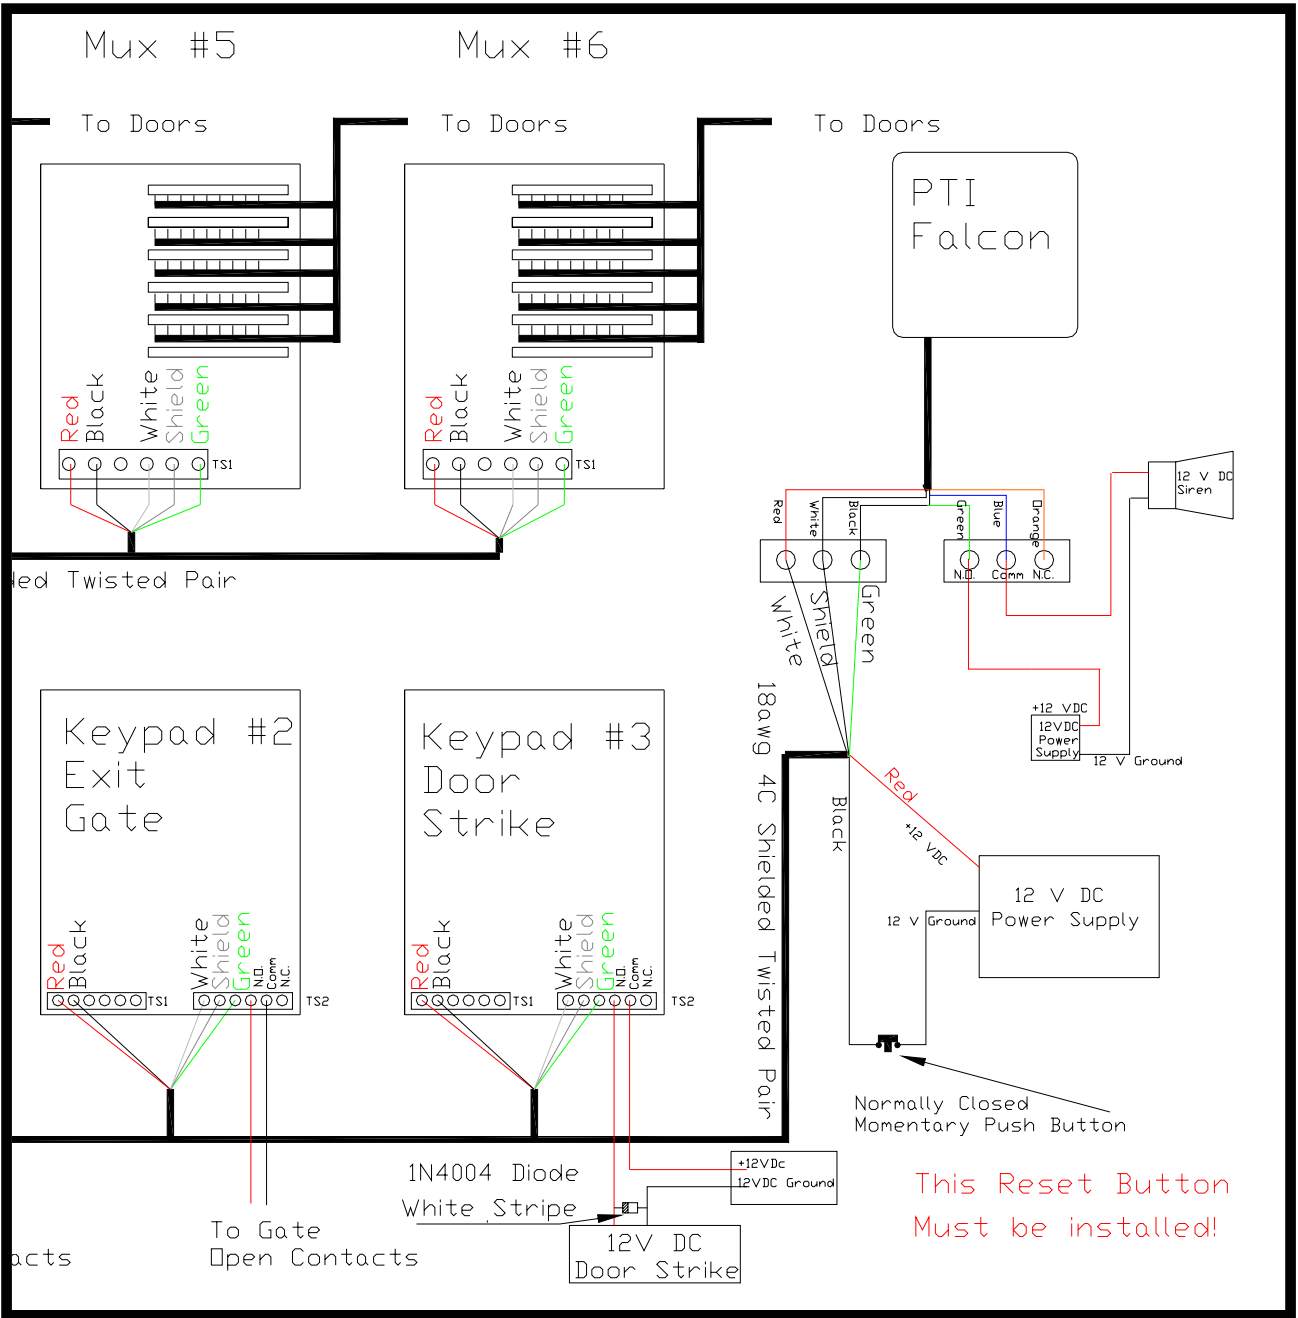 Mux #5
Mux #6
To Doors
To Doors
To Doors
PTI
Falcon
Red
Black
White
Shield
Green
TS1
Red
Black
White
Shield
Green
TS1
12 V DC
Siren
Red
White
Black
Green
Blue
Orange
N.O.
Comm
N.C.
ded Twisted Pair
White
Shield
Green
18awg 4C Shielded Twisted Pair
Keypad #2
Exit
Gate
Keypad #3
Door
Strike
+12 VDC
12VDC
Power
Supply
12 V Ground
Red
+12 VDC
Black
12 V DC
Power Supply
12 V Ground
Red
Black
White
Shield
Green
N.O.
Comm
N.C.
TS1
TS2
Red
Black
White
Shield
Green
N.O.
Comm
N.C.
TS1
TS2
Normally Closed
Momentary Push Button
This Reset Button
Must be installed!
1N4004 Diode
White Stripe
+12VDc
12VDC Ground
To Gate
Open Contacts
acts
12V DC
Door Strike